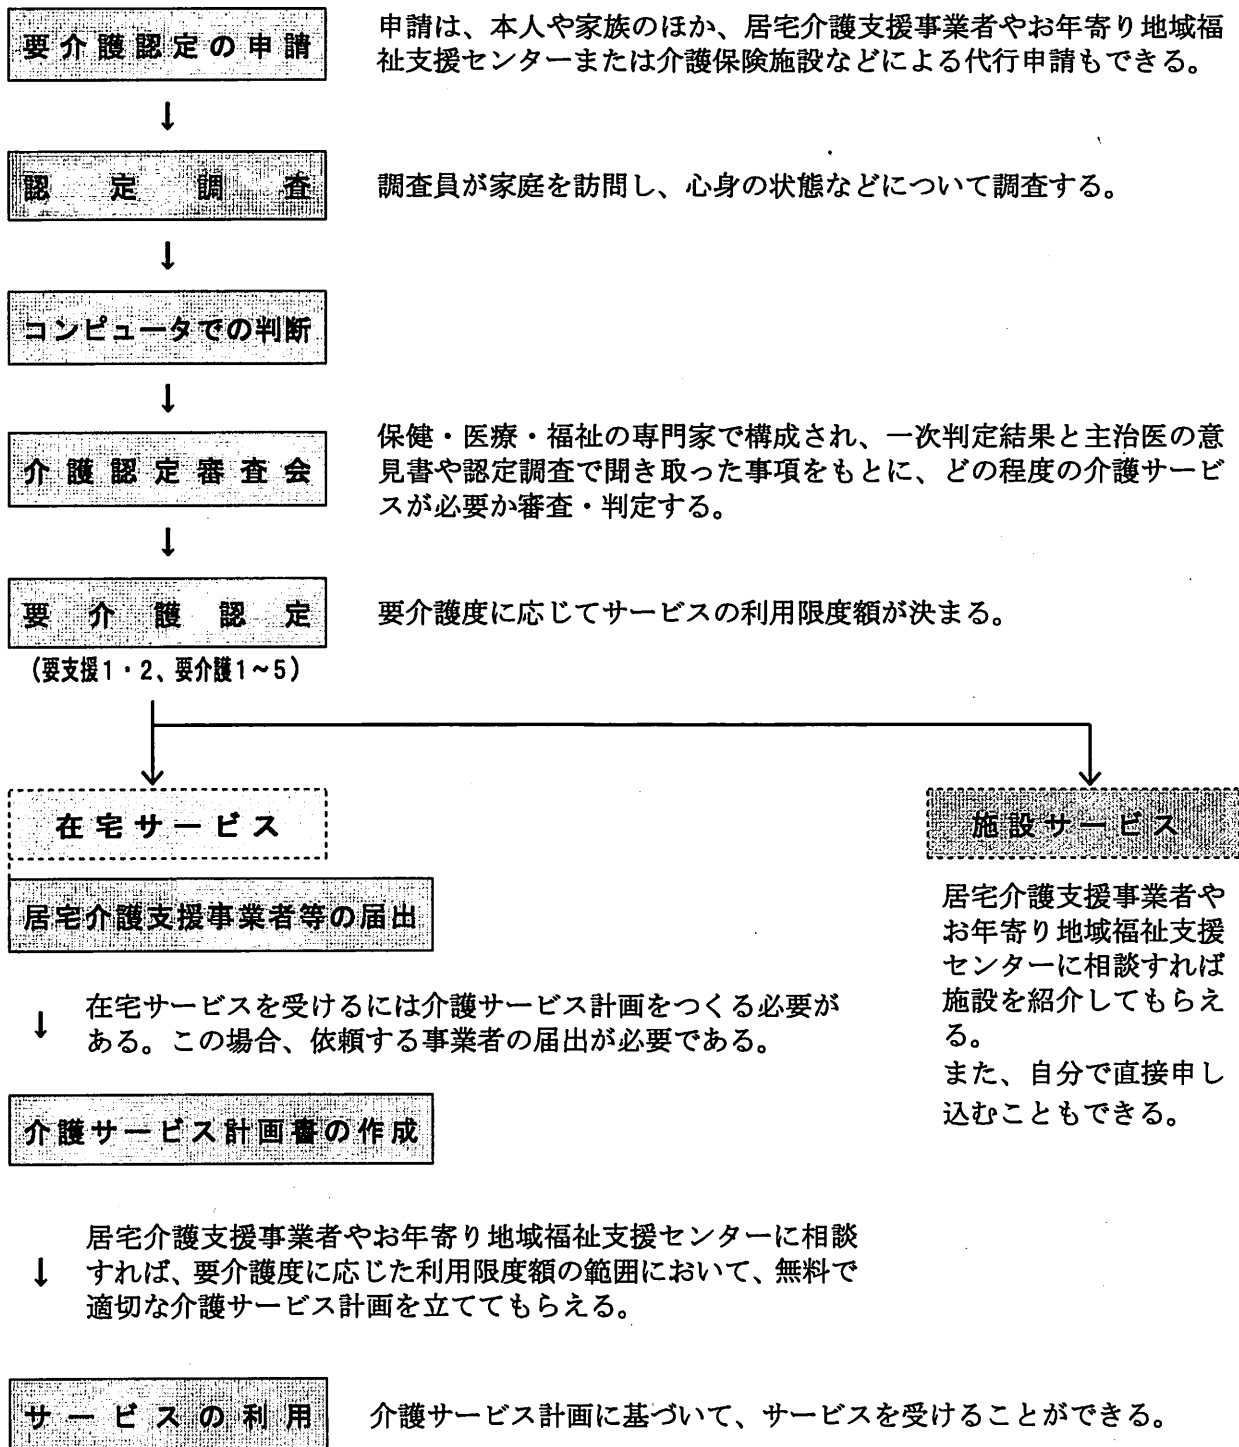 要介護認定の申請
申請は、本人や家族のほか、居宅介護支援事業者やお年寄り地域福
祉支援センターまたは介護保険施設などによる代行申請もできる。
↓
認定調査
調査員が家庭を訪問し、心身の状態などについて調査する。
↓
コンピュータでの判断
↓
介護認定審査会
保健・医療・福祉の専門家で構成され、一次判定結果と主治医の意
見書や認定調査で聞き取った事項をもとに、どの程度の介護サービ
スが必要か審査・判定する。
↓
要介護認定
要介護度に応じてサービスの利用限度額が決まる。
(要支援1・2、要介護1~5)
在宅サービス
居宅介護支援事業者等の届出
↓
在宅サービスを受けるには介護サービス計画をつくる必要が
ある。この場合、依頼する事業者の届出が必要である。
介護サービス計画書の作成
↓
居宅介護支援事業者やお年寄り地域福祉支援センターに相談
すれば、要介護度に応じた利用限度額の範囲において、無料で
適切な介護サービス計画を立ててもらえる。
サービスの利用
介護サービス計画に基づいて、サービスを受けることができる。
施設サービス
居宅介護支援事業者や
お年寄り地域福祉支援
センターに相談すれば
施設を紹介してもらえ
る。
また、自分で直接申し
込むこともできる。